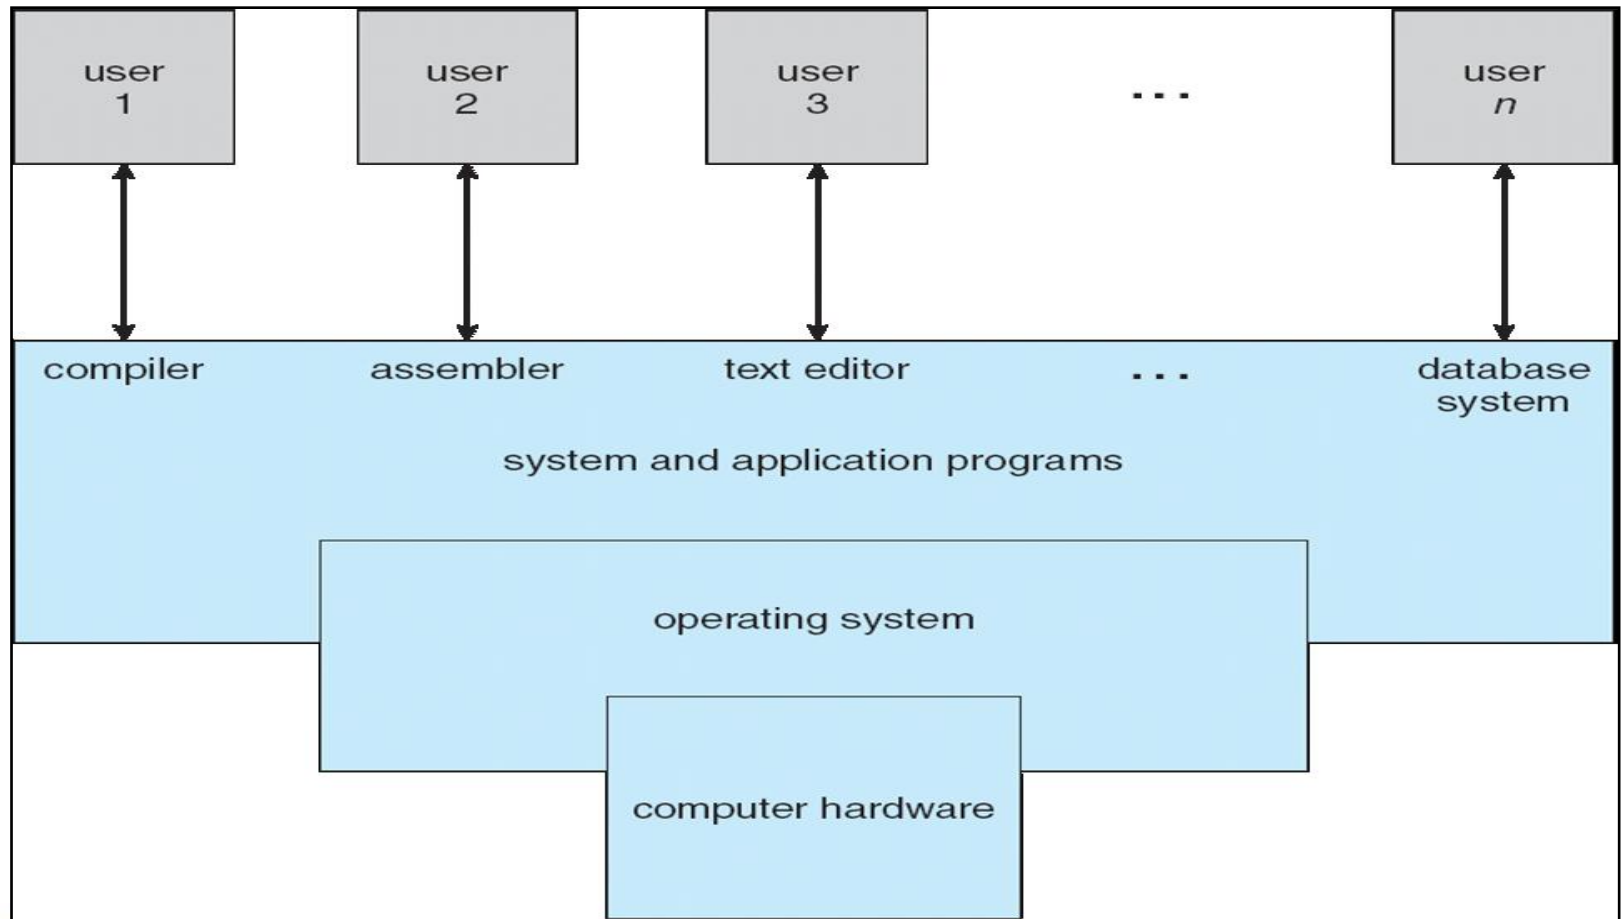 user
1
user
2
user
3
...
user
n
compiler
assembler
text editor
...
database
system
system and application programs
operating system
computer hardware